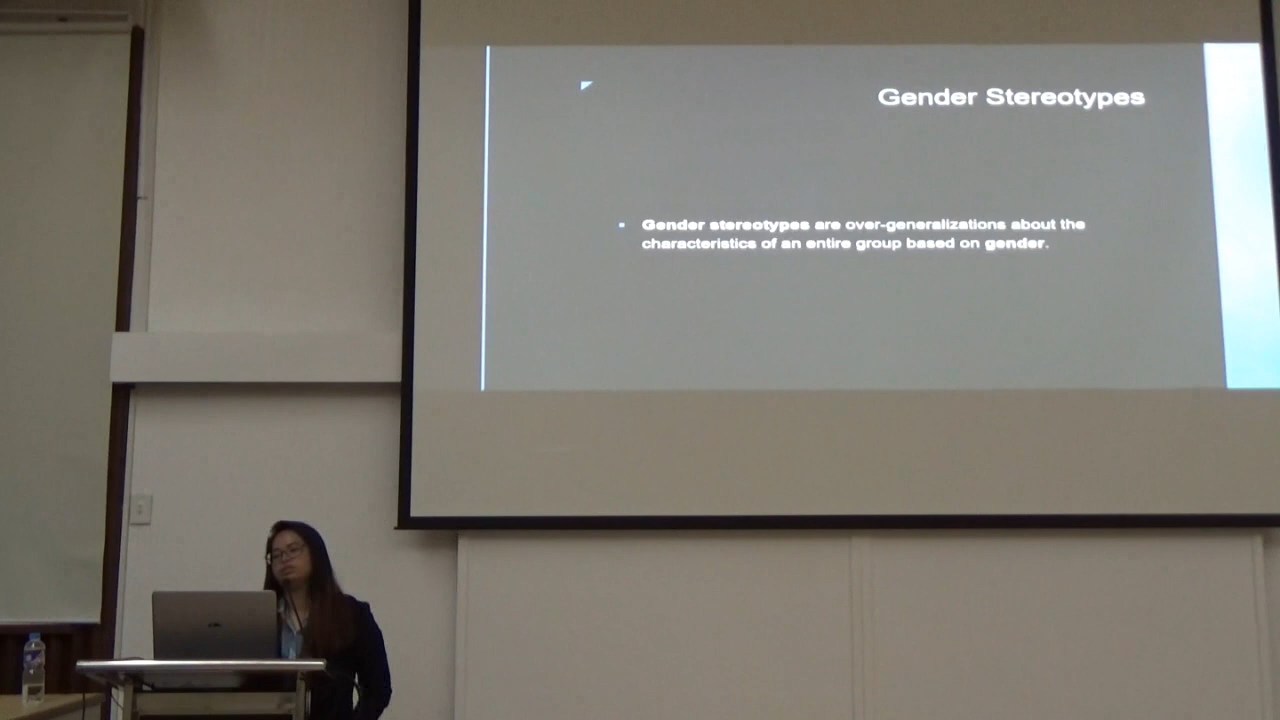 Gender Stereotypes
Gender stereotypes are over-generalizations about the
characteristics of an entire group based on gender.